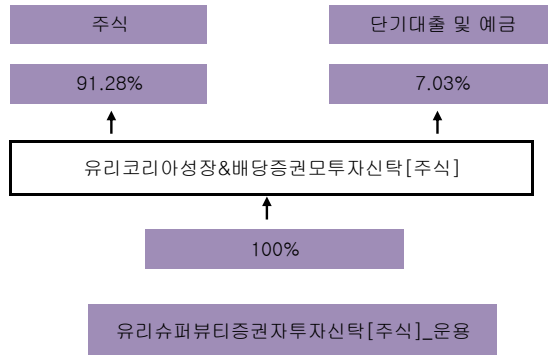 주식
단기대출 및 예금
91.28%
7.03%
유리코리아성장&배당증권모투자신탁[주식]
100%
유리슈퍼뷰티증권자투자신탁[주식]_운용